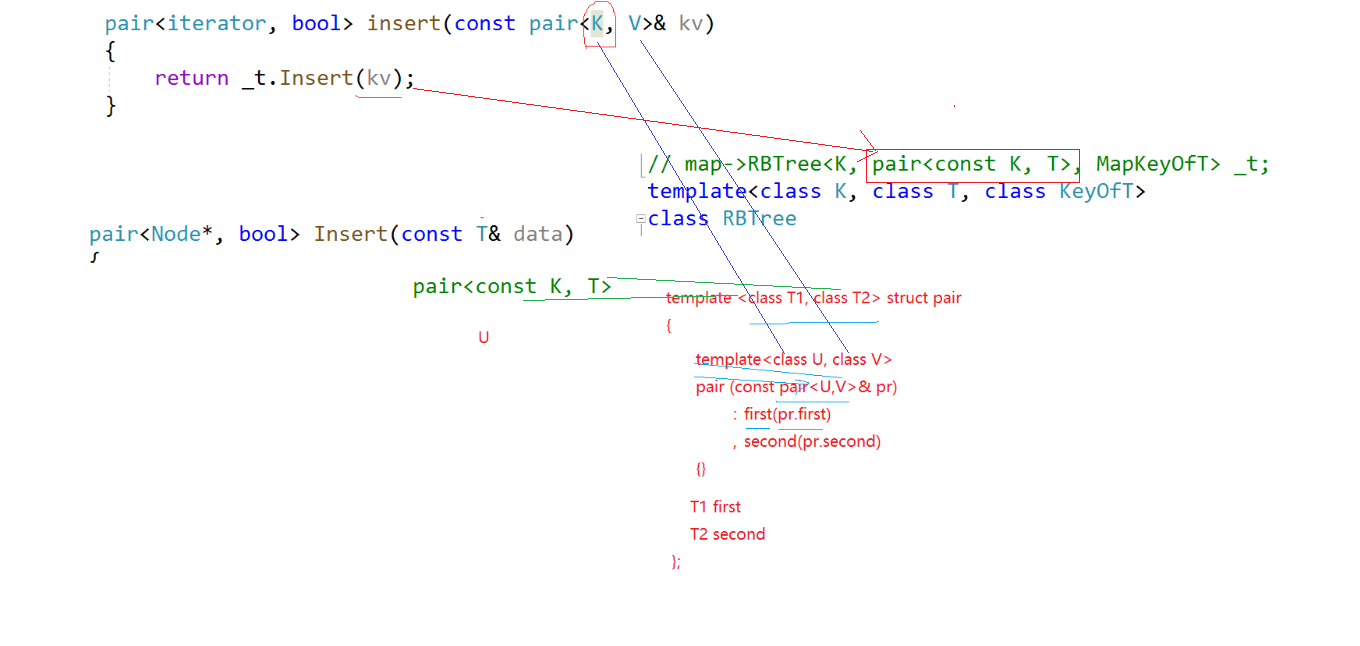 pair<iterator, bool> insert(const pair<K, V>& kv)
{
return _t.Insert(kv);
}
// map->RBTree<K, pair<const K, T>, MapKeyOfT> _t;
template<class K, class T, class KeyOfT>
class RBTree
pair<Node*, bool> Insert(const T& data)
{
pair<const K, T>
template <class T1, class T2> struct pair
{
U
template<class U, class V>
pair (const pair<U,V>& pr)
: first(pr.first)
, second(pr.second)
{}
T1 first
T2 second
};